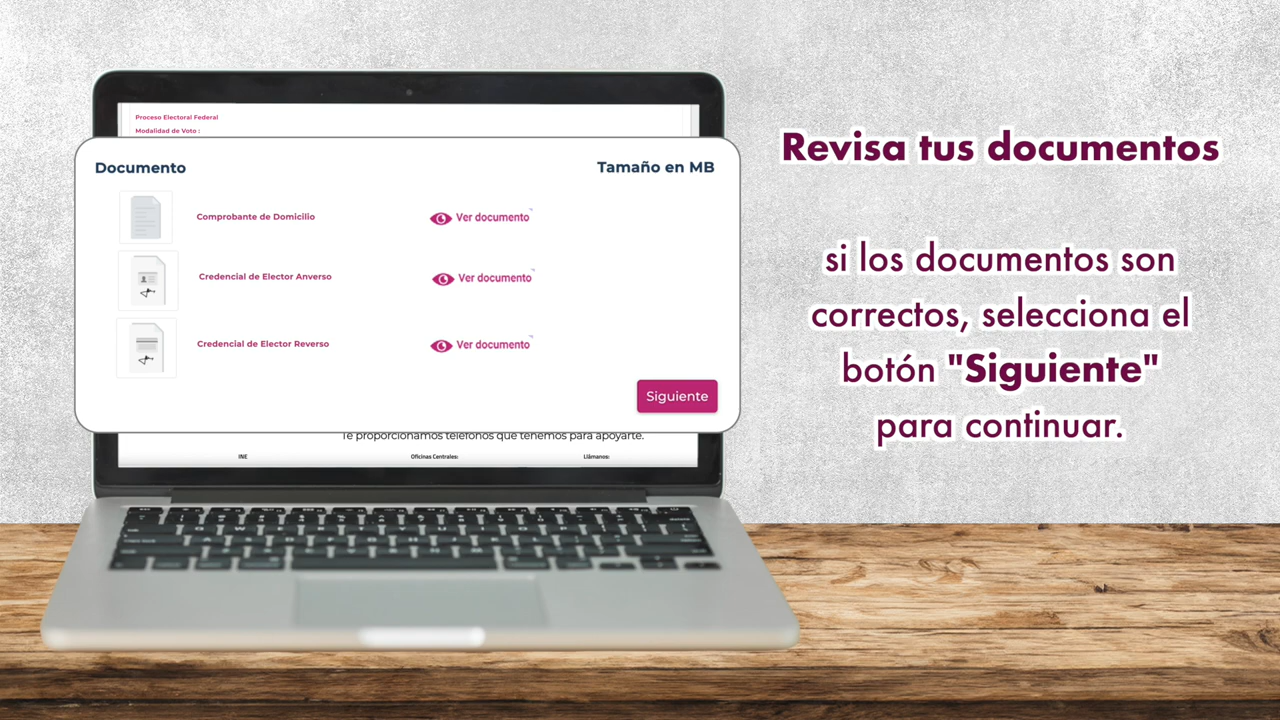 Proceso Electoral Federal
Modalidad de Voto :
Documento
Tamaño en MB
Comprobante de Domicilio
Ver documento
Credencial de Elector Anverso
Ver documento
Credencial de Elector Reverso
Ver documento
Siguiente
Te proporcionamos teléfonos que tenemos para apoyarte.
INE
Oficinas Centrales:
Llámanos:
Revisa tus documentos
si los documentos son
correctos, selecciona el
botón "Siguiente"
para continuar.